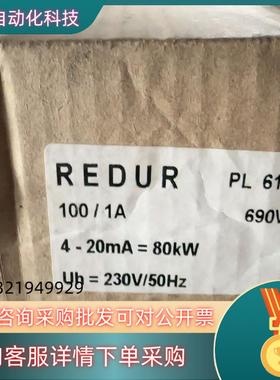 自动化科技
REDUR PL 61
100 / 1A 690V
4 - 20mA = 80kW
821949929
Ub = 230V/50Hz
咨询采购批发可对公开票
客服详情下单采购